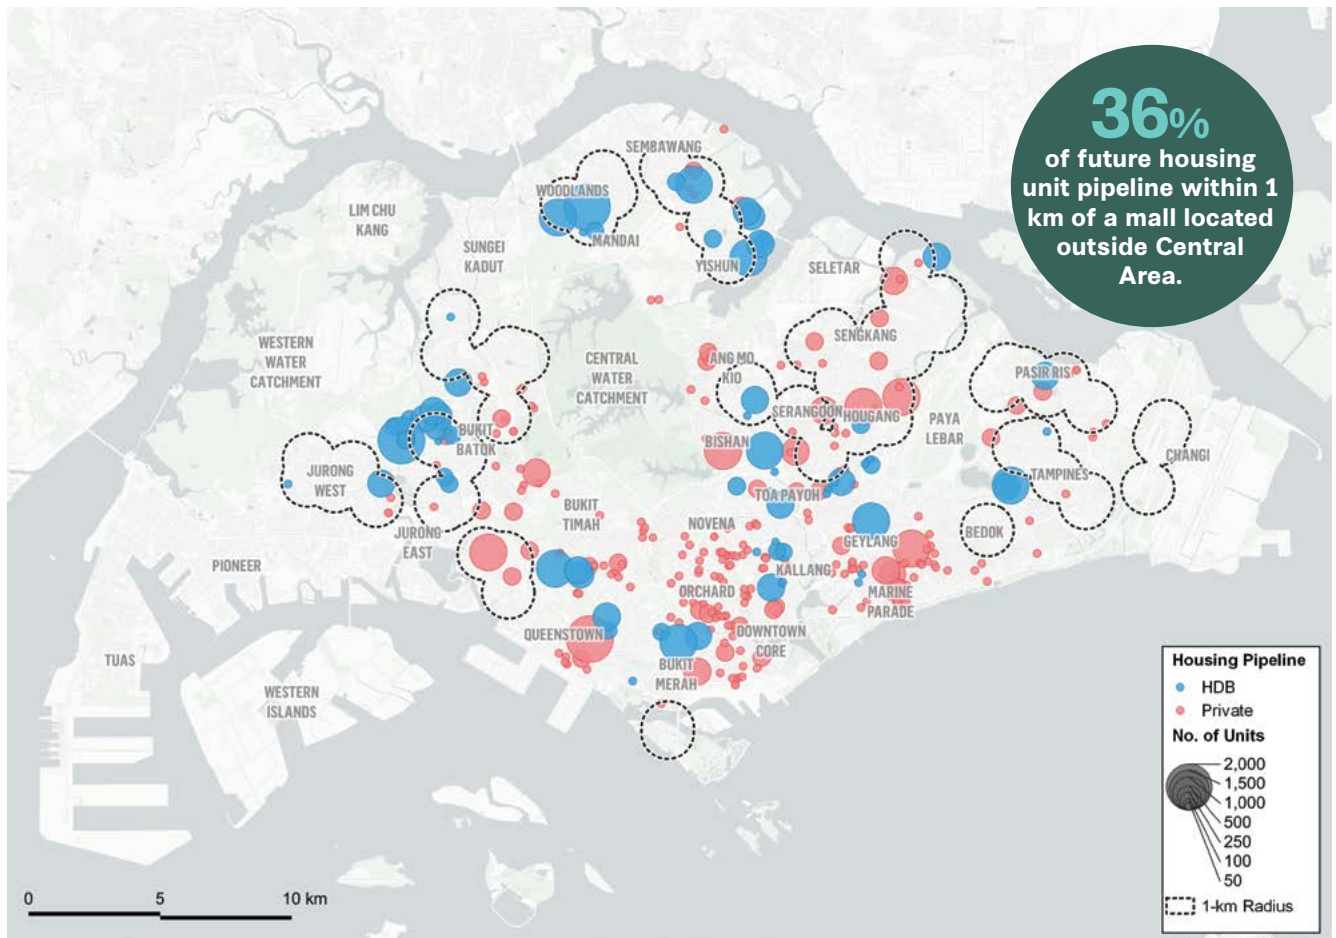 36%
of future housing
unit pipeline within 1
km of a mall located
outside Central
Area.
SEMBAWANG
WOODLANDS
LIM CHU
KANG
MANDAI
SUNGEI
KADUT
YISHUN
SELETAR
WESTERN
WATER
CATCHMENT
CENTRAL
WATER
CATCHMENT
ANG MO
KIO
SENGKANG
PASIR RIS
SERANGOON
HOUGANG
PAYA
LEBAR
BUKIT
BATOK
BISHAN
CHANGI
JURONG
WEST
TAMPINES
TOA PAYOH
BUKIT
TIMAH
NOVENA
JURONG
EAST
GEYLANG
BEDOK
PIONEER
KALLANG
ORCHARD
MARINE
PARADE
QUEENSTOWN
DOWNTOWN
CORE
TUAS
BUKIT
MERAH
WESTERN
ISLANDS
Housing Pipeline
HDB
Private
No. of Units
2,000
1,500
1,000
500
250
100
50
1-km Radius
0 5 10 km